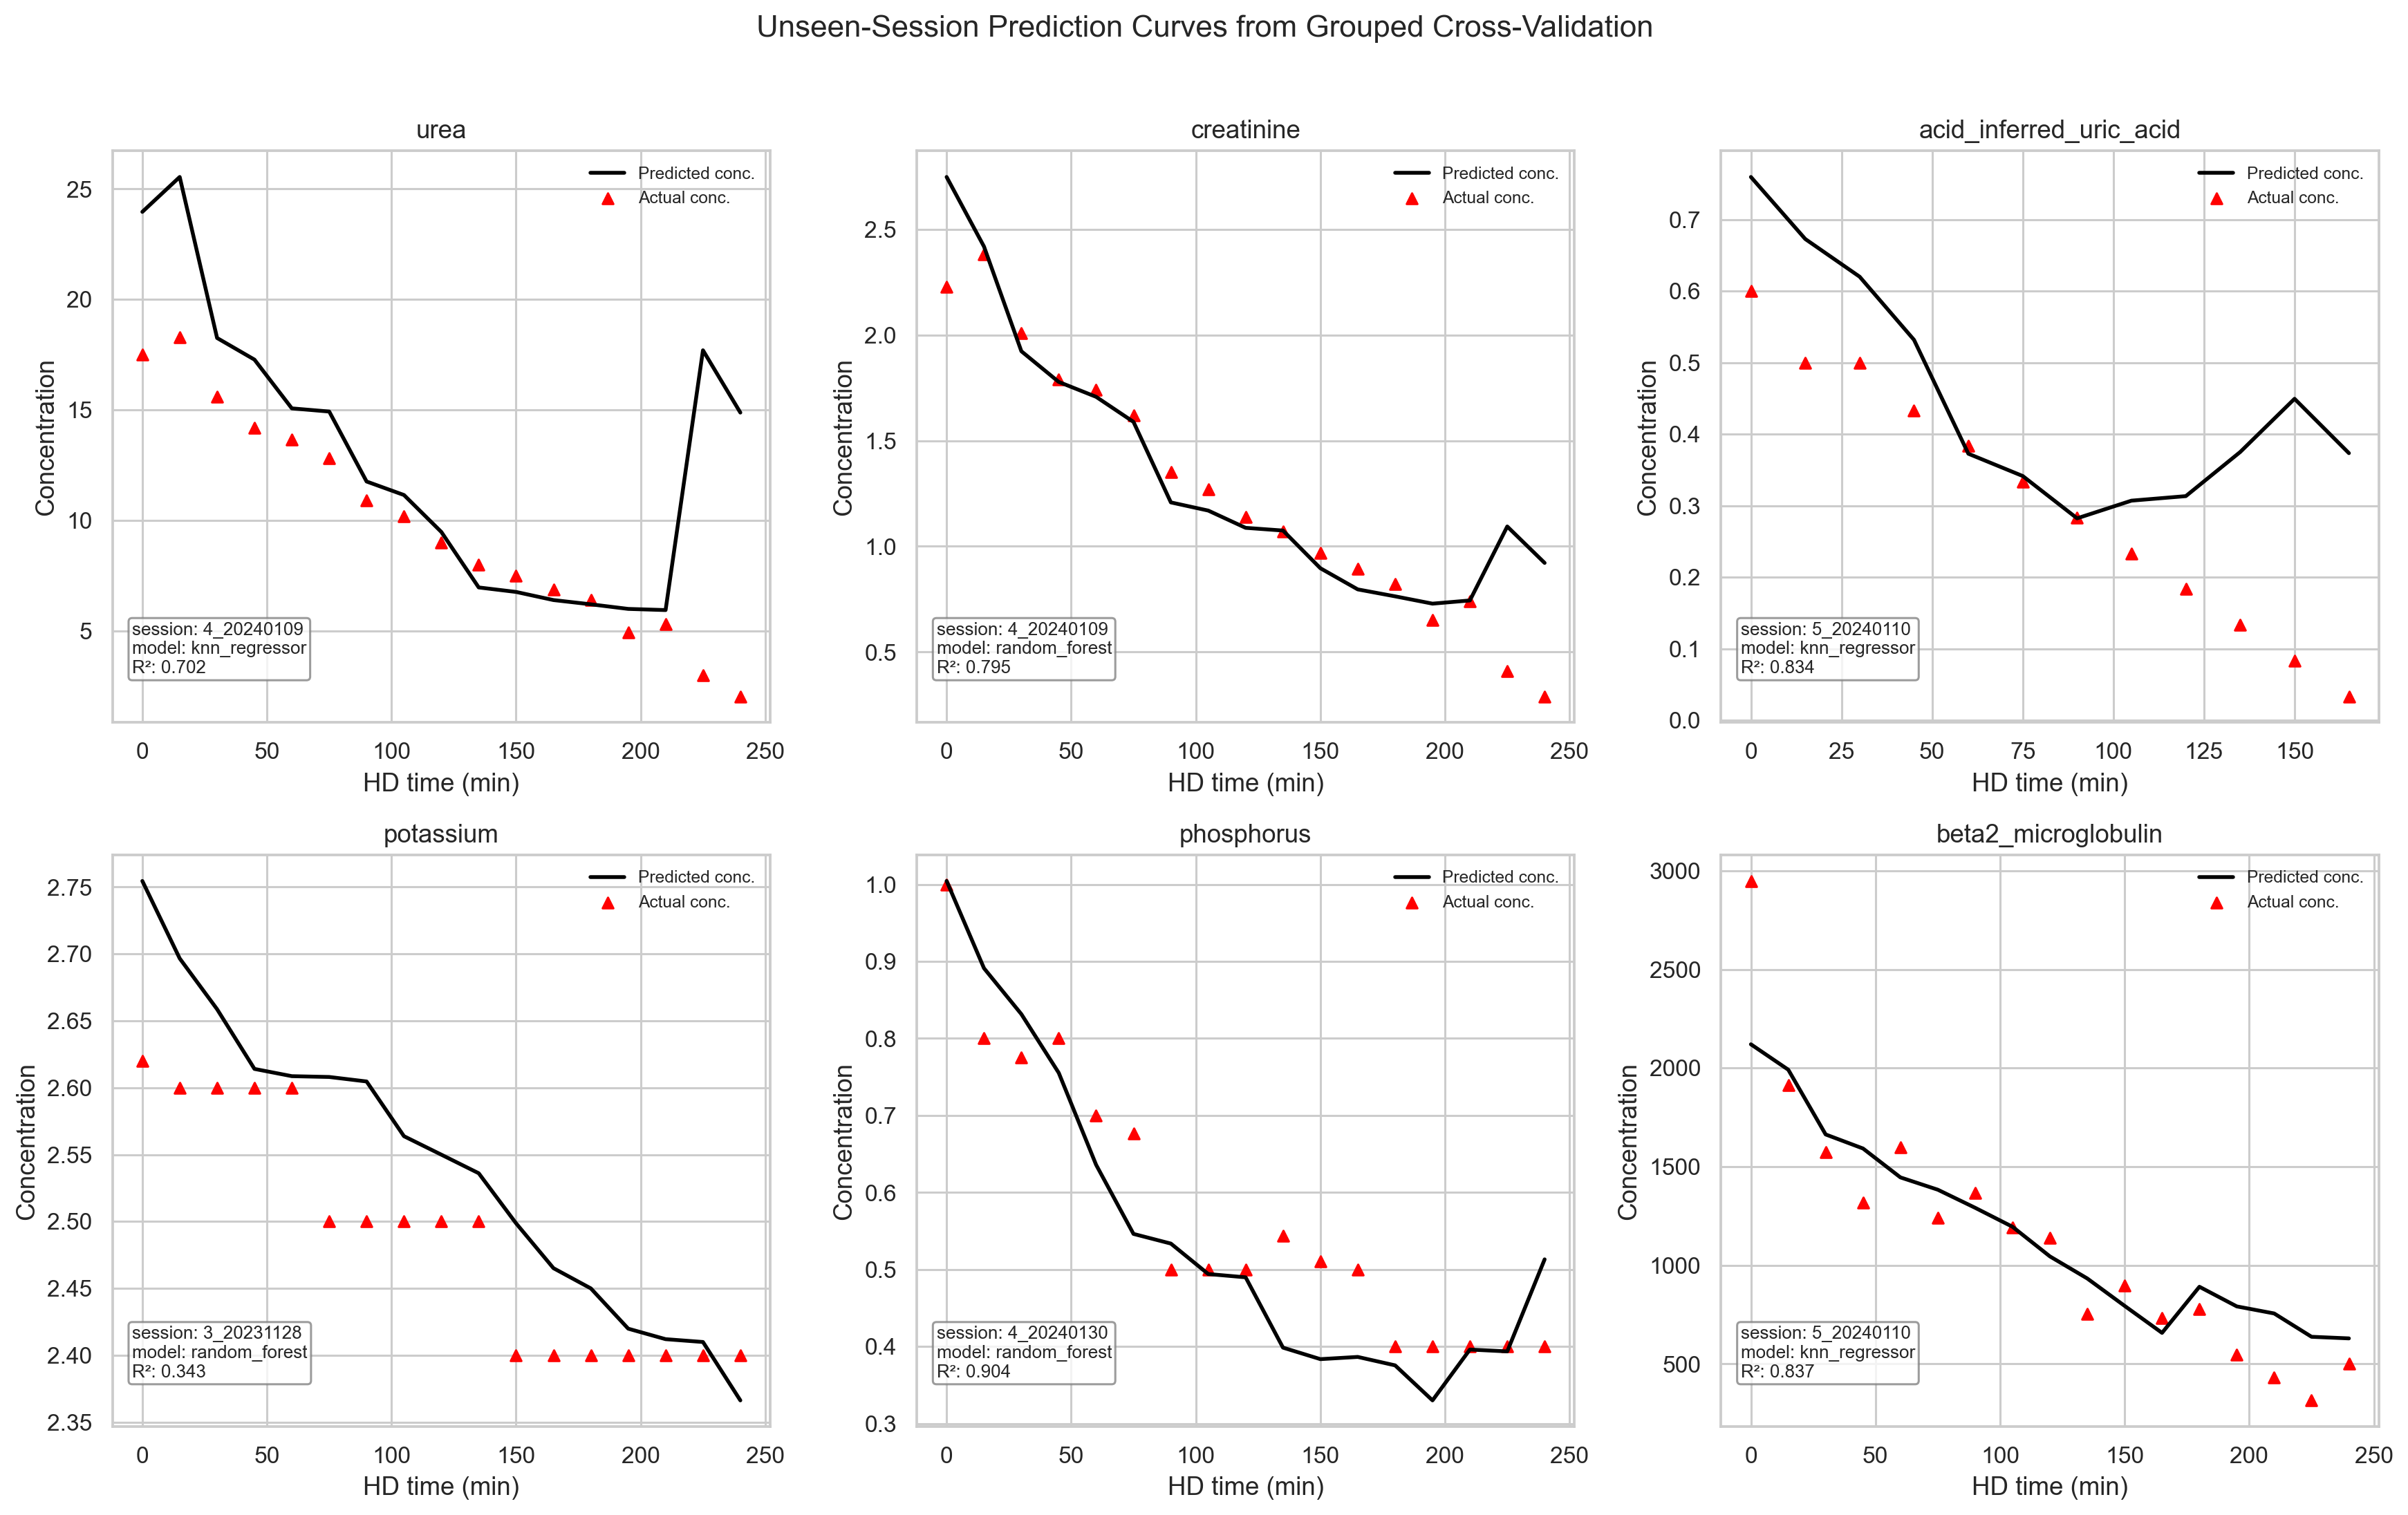 Unseen-Session Prediction Curves from Grouped Cross-Validation
urea
Predicted conc.
Actual conc.
Concentration
25
20
15
10
5
session: 4_20240109
model: knn_regressor
R²: 0.702
0 50 100 150 200 250
HD time (min)
creatinine
Predicted conc.
Actual conc.
Concentration
2.5
2.0
1.5
1.0
0.5
session: 4_20240109
model: random_forest
R²: 0.795
0 50 100 150 200 250
HD time (min)
acid_inferred_uric_acid
Predicted conc.
Actual conc.
Concentration
0.7
0.6
0.5
0.4
0.3
0.2
0.1
0.0
session: 5_20240110
model: knn_regressor
R²: 0.834
0 25 50 75 100 125 150
HD time (min)
potassium
Predicted conc.
Actual conc.
Concentration
2.75
2.70
2.65
2.60
2.55
2.50
2.45
2.40
2.35
session: 3_20231128
model: random_forest
R²: 0.343
0 50 100 150 200 250
HD time (min)
phosphorus
Predicted conc.
Actual conc.
Concentration
1.0
0.9
0.8
0.7
0.6
0.5
0.4
0.3
session: 4_20240130
model: random_forest
R²: 0.904
0 50 100 150 200 250
HD time (min)
beta2_microglobulin
Predicted conc.
Actual conc.
Concentration
3000
2500
2000
1500
1000
500
session: 5_20240110
model: knn_regressor
R²: 0.837
0 50 100 150 200 250
HD time (min)